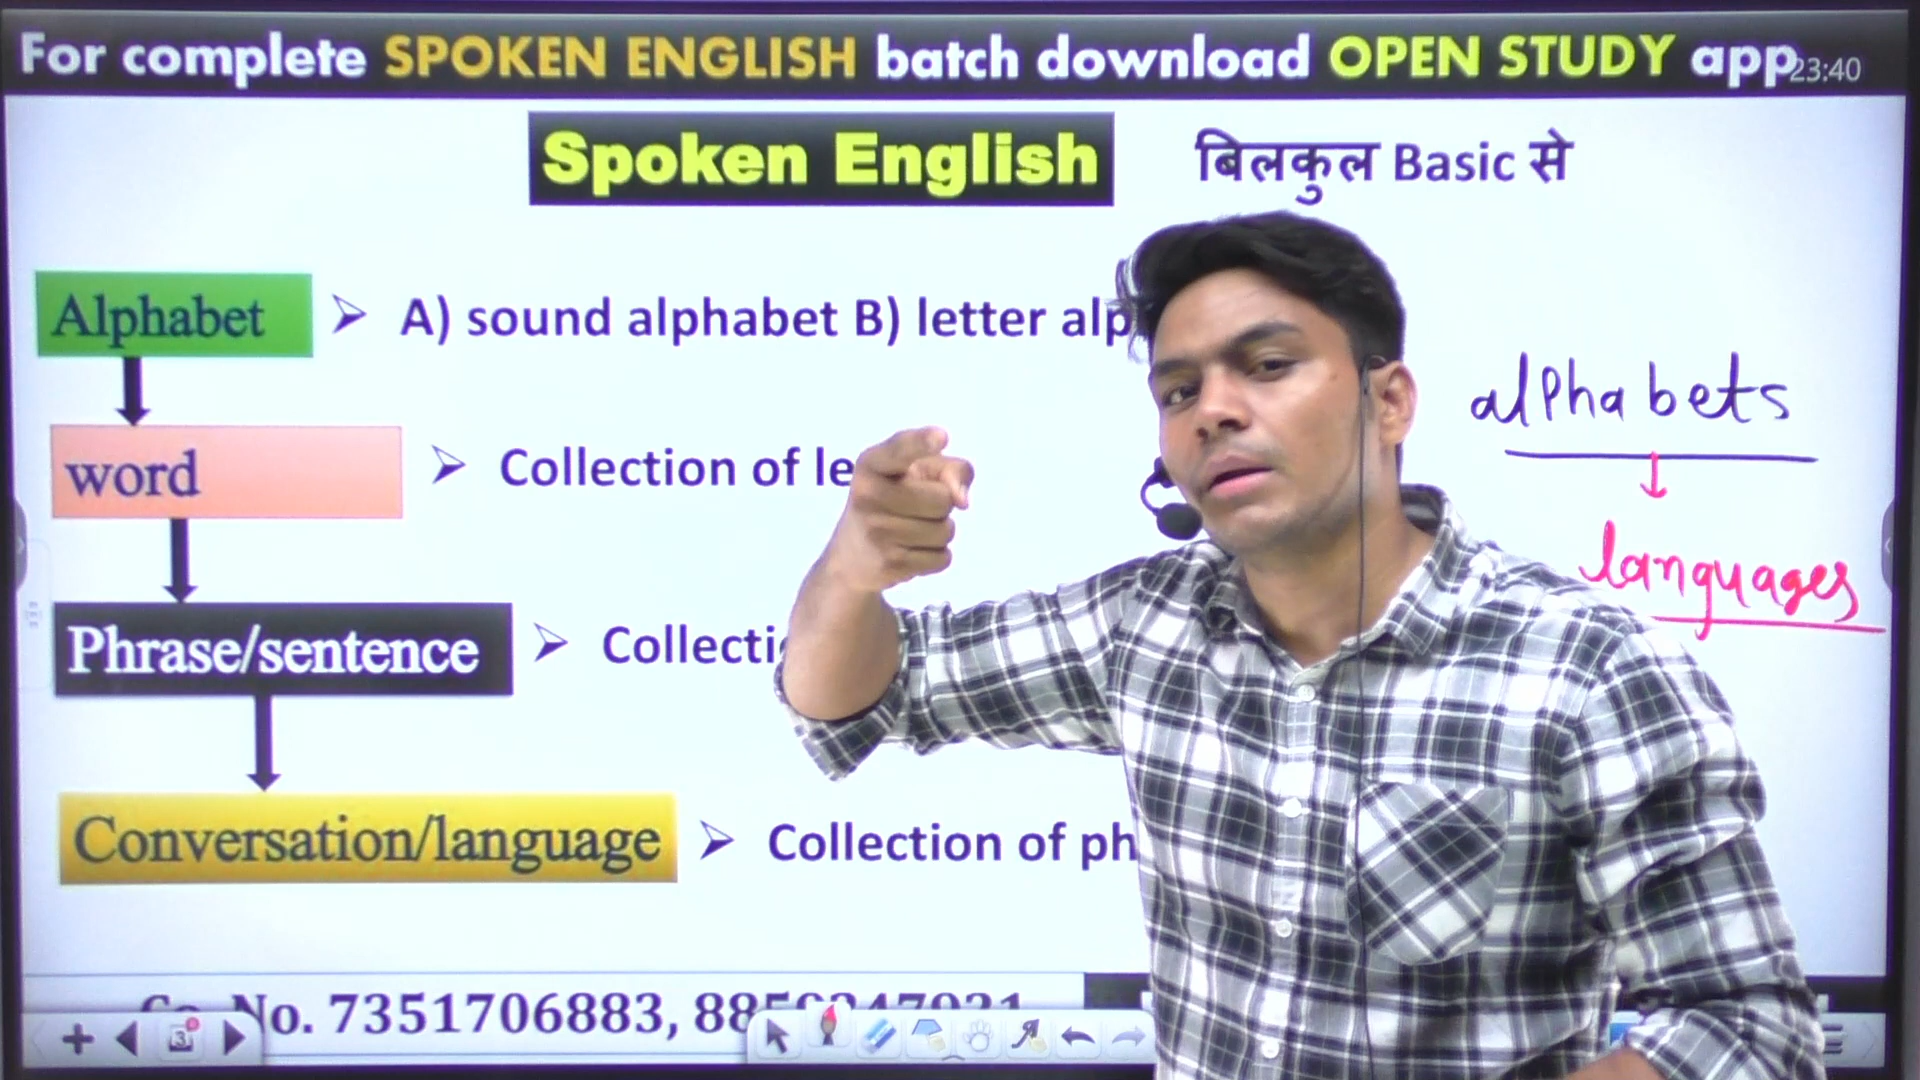 For complete SPOKEN ENGLISH batch download OPEN STUDY app
23:40
Spoken English बिलकुल Basic से
Alphabet A) sound alphabet B) letter alp
alphabets
word Collection of le
languages
Phrase/sentence Collecti
Conversation/language Collection of ph
No. 7351706883,
3